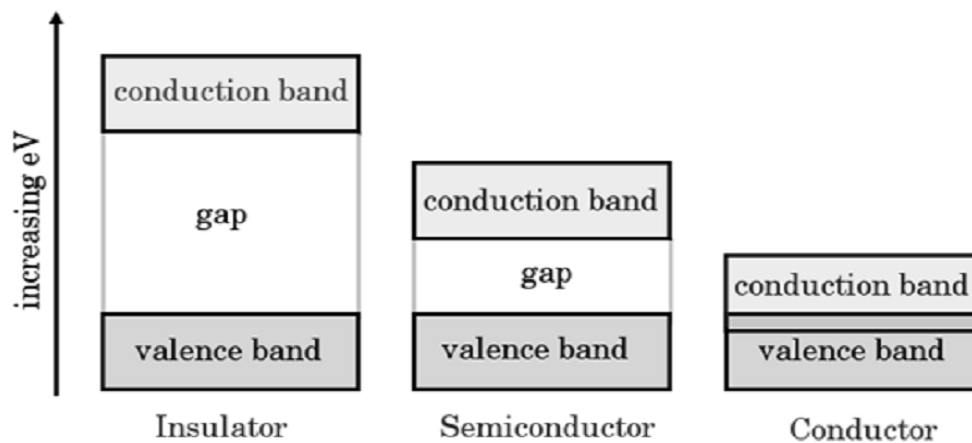 increasing eV
conduction band
gap
valence band
Insulator
conduction band
gap
valence band
Semiconductor
conduction band
valence band
Conductor